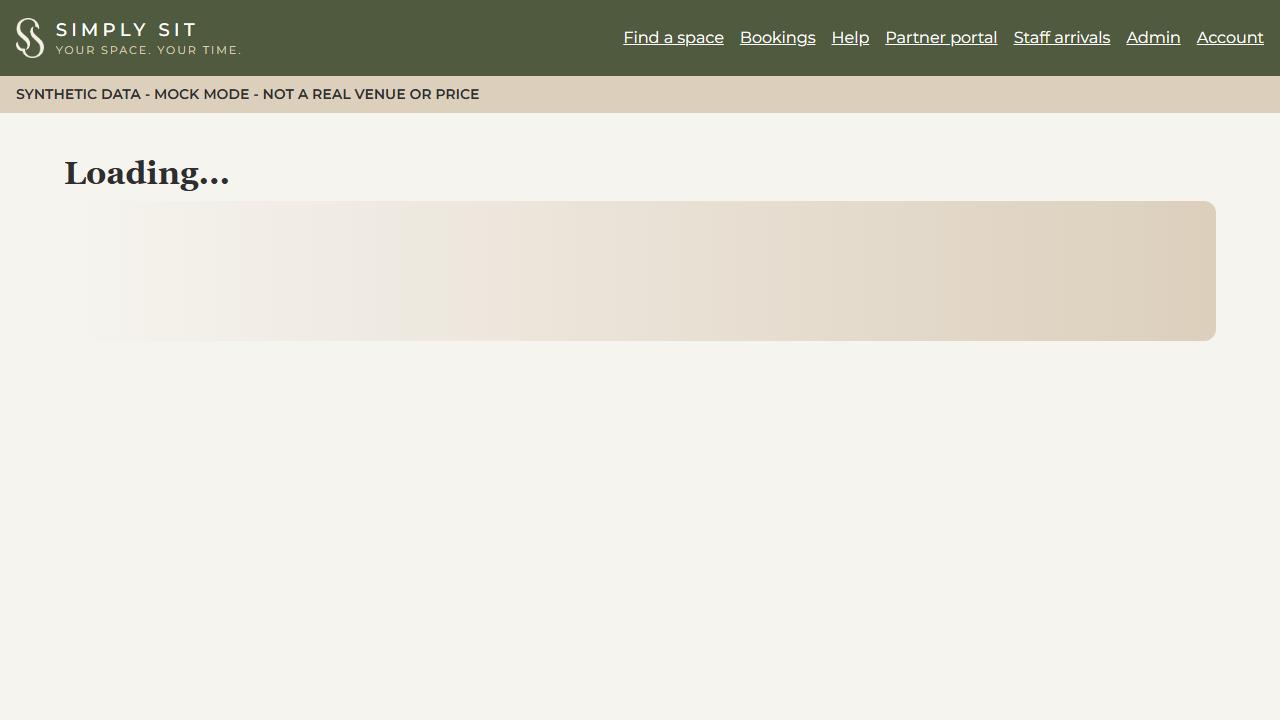 SIMPLY SIT
YOUR SPACE. YOUR TIME.
Find a space Bookings Help Partner portal Staff arrivals Admin Account
SYNTHETIC DATA - MOCK MODE - NOT A REAL VENUE OR PRICE
Loading...